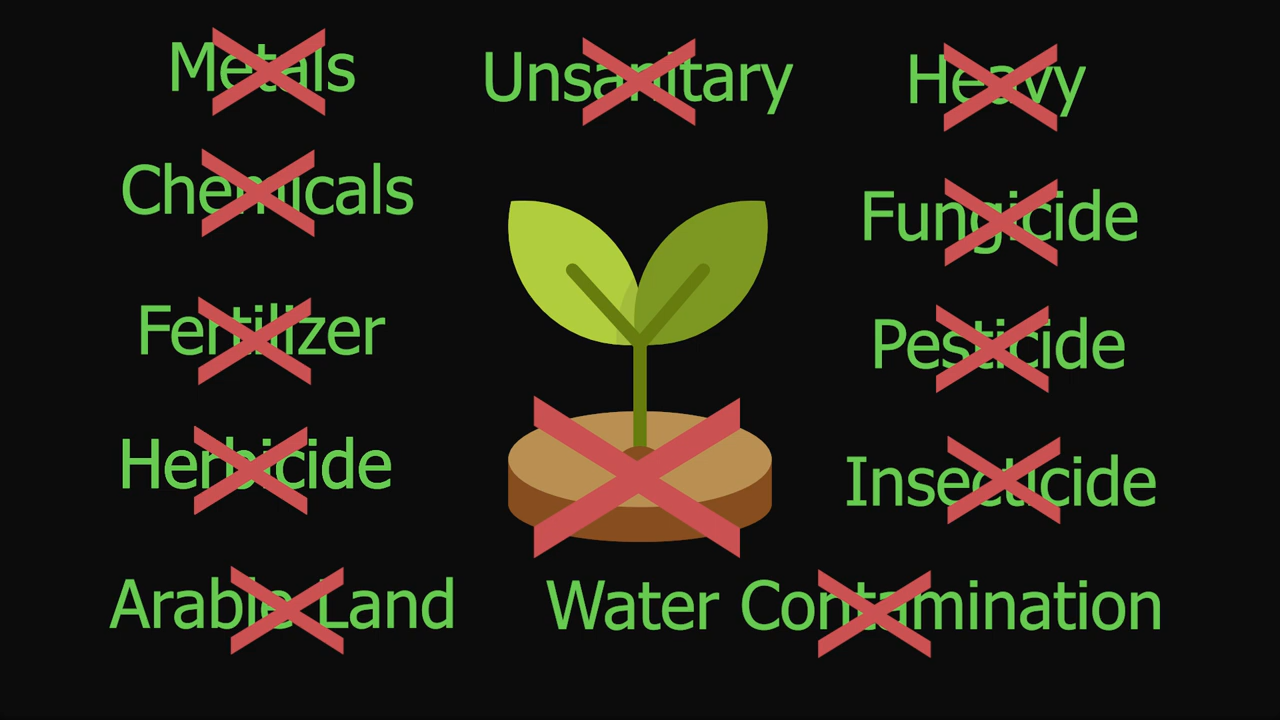 Metals
Unsanitary
Heavy
Chemicals
Fungicide
Fertilizer
Pesticide
Herbicide
Insecticide
Arable Land
Water Contamination